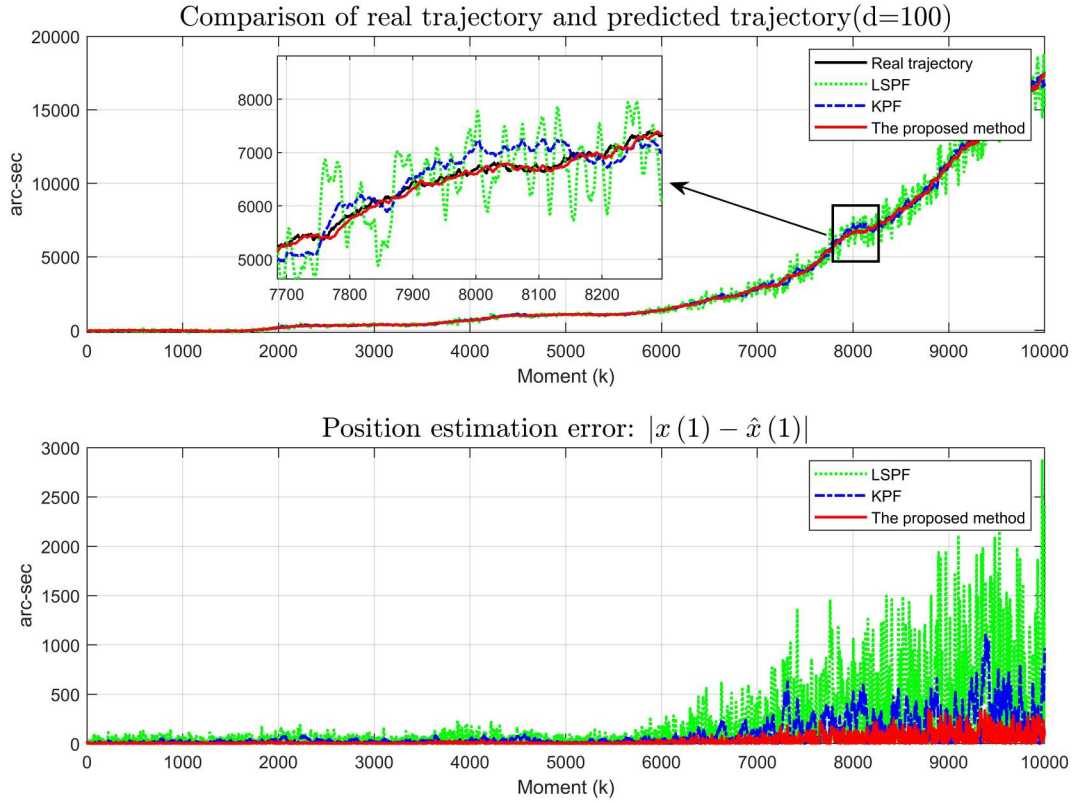 Comparison of real trajectory and predicted trajectory(d=100)
20000
15000
10000
5000
0
arc-sec
8000
7000
6000
5000
7700 7800 7900 8000 8100 8200
Real trajectory
LSPF
KPF
The proposed method
0 1000 2000 3000 4000 5000 6000 7000 8000 9000 10000
Moment (k)
Position estimation error: |x (1) − x̂ (1)|
3000
2500
2000
1500
1000
500
0
arc-sec
LSPF
KPF
The proposed method
0 1000 2000 3000 4000 5000 6000 7000 8000 9000 10000
Moment (k)